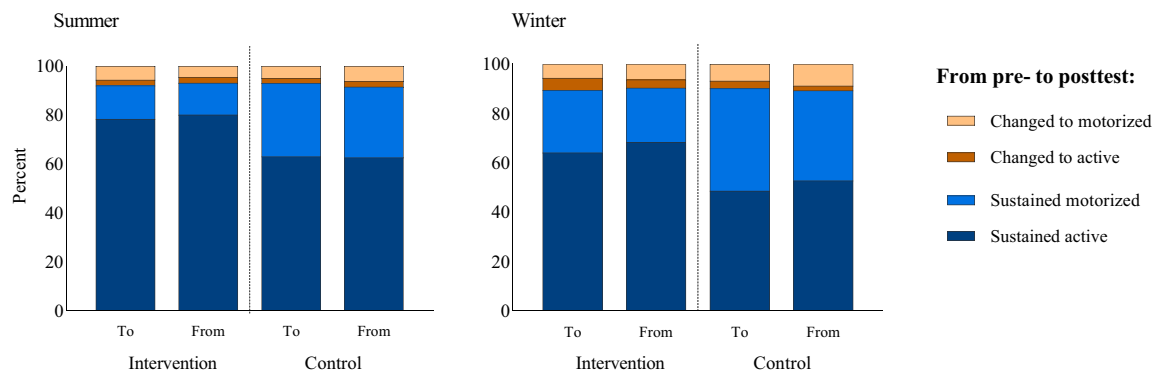 Summer
100
80
60
40
20
0
Percent
To
From
To
From
Intervention
Control
Winter
100
80
60
40
20
0
To
From
To
From
Intervention
Control
From pre- to posttest:
Changed to motorized
Changed to active
Sustained motorized
Sustained active